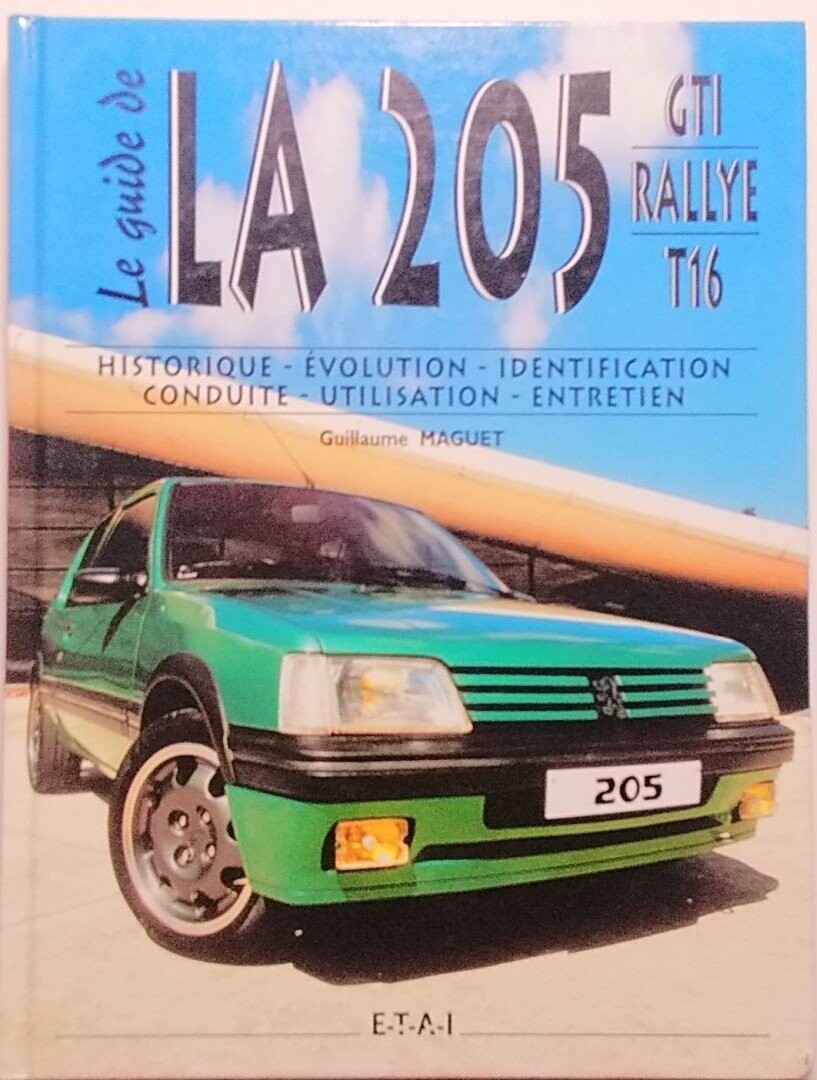 Le guide de
LA 205
GTI
RALLYE
T16
HISTORIQUE - ÉVOLUTION - IDENTIFICATION
CONDUITE - UTILISATION - ENTRETIEN
Guillaume MAGUET
205
E-T-A-I